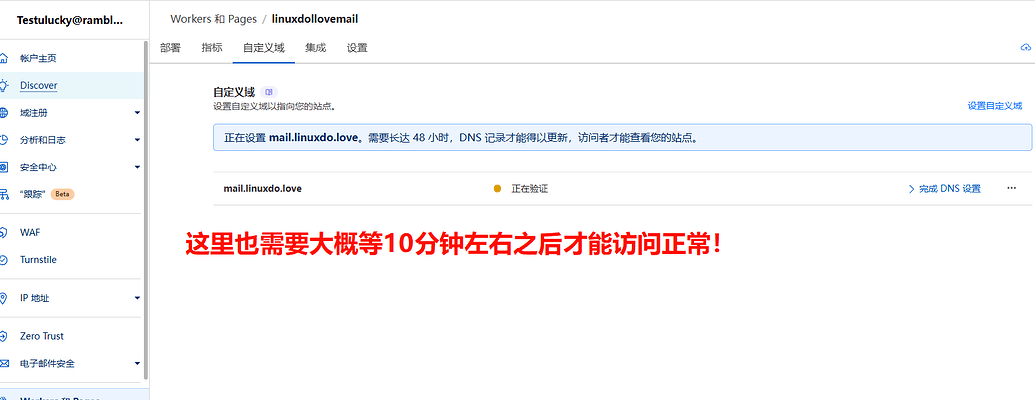 Testulucky@rambl...
Workers 和 Pages / linuxdollovemail
部署 指标 自定义域 集成 设置
帐户主页
Discover
域注册
分析和日志
安全中心
“跟踪” Beta
WAF
Turnstile
IP 地址
Zero Trust
电子邮件安全
Workers 和 Pages
自定义域
设置自定义域以指向您的站点。
设置自定义域
正在设置 mail.linuxdo.love。需要长达 48 小时，DNS 记录才能得以更新，访问者才能查看您的站点。
mail.linuxdo.love 正在验证 完成 DNS 设置 ...
这里也需要大概等10分钟左右之后才能访问正常！